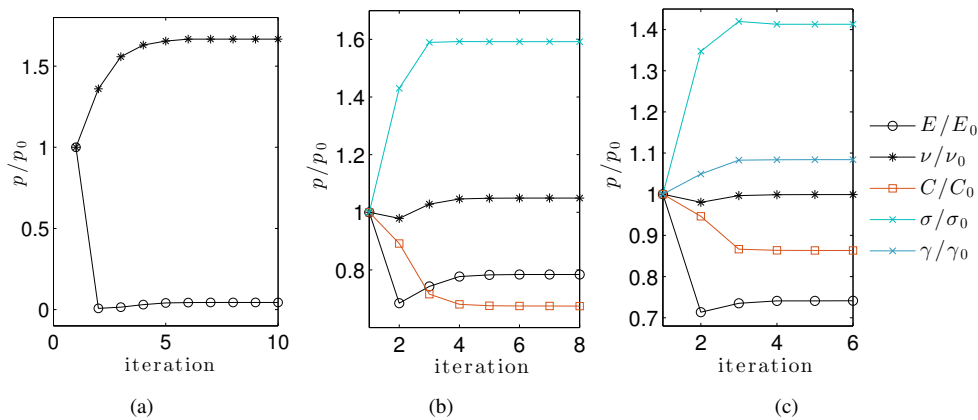 1.5
1
0.5
0
0
5
10
p/p₀
iteration
(a)
1.6
1.4
1.2
1
0.8
2
4
6
8
p/p₀
iteration
(b)
1.4
1.3
1.2
1.1
1
0.9
0.8
0.7
2
4
6
p/p₀
iteration
(c)
E/E₀
ν/ν₀
C/C₀
σ/σ₀
γ/γ₀